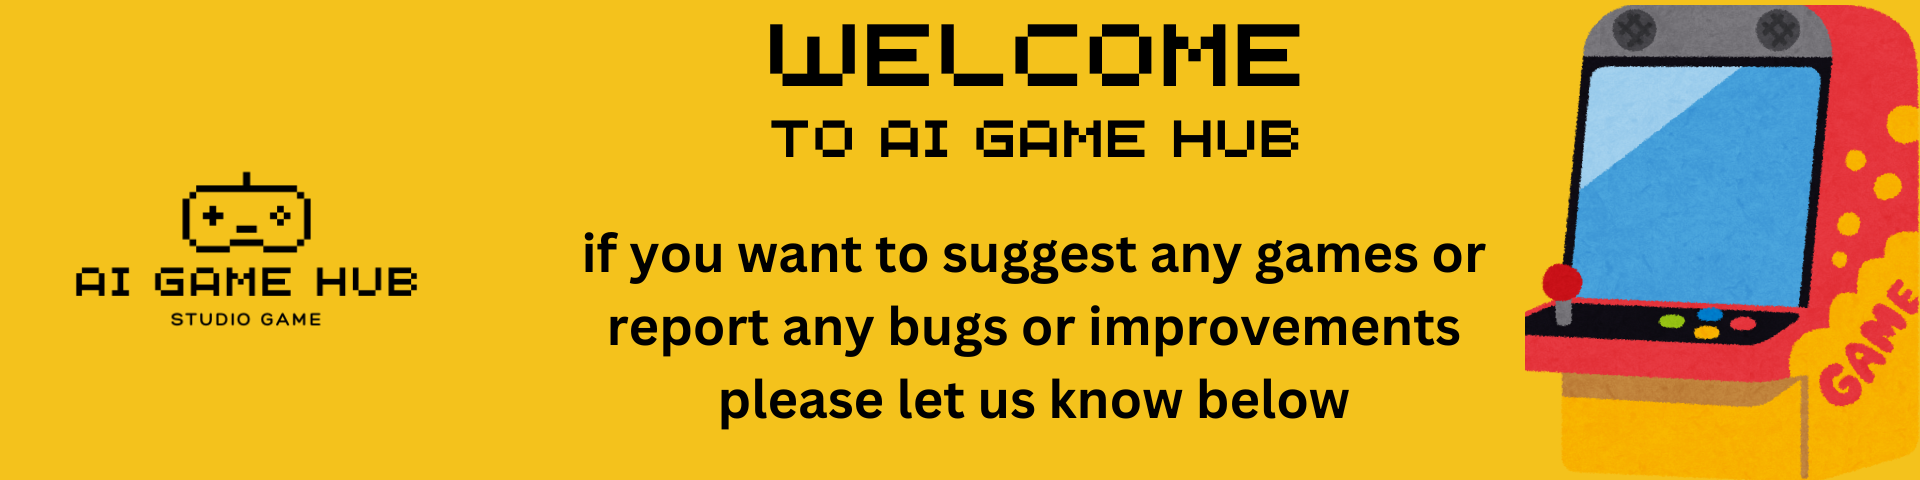 WELCOME
TO AI GAME HUB
AI GAME HUB
STUDIO GAME
if you want to suggest any games or
report any bugs or improvements
please let us know below
GAME